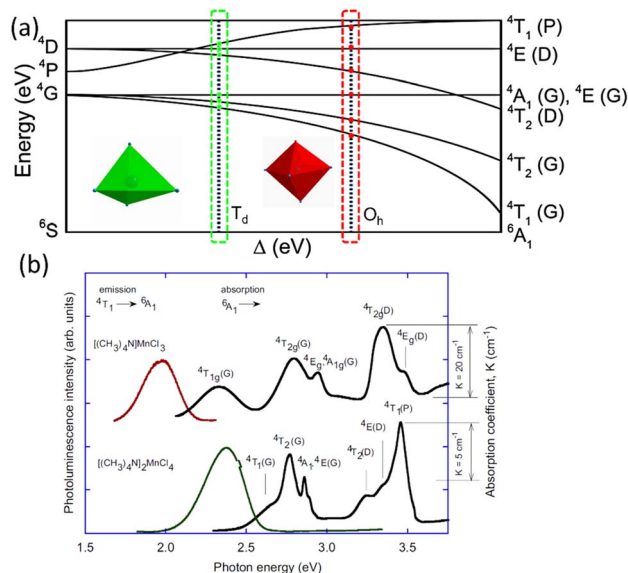 (a)
⁴D
⁴P
⁴G
⁶S
Energy (eV)
⁴T₁ (P)
⁴E (D)
⁴A₁ (G), ⁴E (G)
⁴T₂ (D)
⁴T₂ (G)
⁴T₁ (G)
⁶A₁
T_d
O_h
Δ (eV)
(b)
emission
⁴T₁ → ⁶A₁
absorption
⁶A₁ →
[(CH₃)₄N]MnCl₃
⁴T₁g(G)
⁴T₂g(G)
⁴Eg,⁴A₁g(G)
⁴T₂g(D)
⁴Eg(D)
K = 20 cm⁻¹
[(CH₃)₄N]₂MnCl₄
⁴T₁(G)
⁴T₂(G)
⁴A₁,⁴E(G)
⁴T₂(D)
⁴E(D)
⁴T₁(P)
K = 5 cm⁻¹
Photoluminescence intensity (arb. units)
Absorption coefficient, K (cm⁻¹)
1.5 2.0 2.5 3.0 3.5
Photon energy (eV)